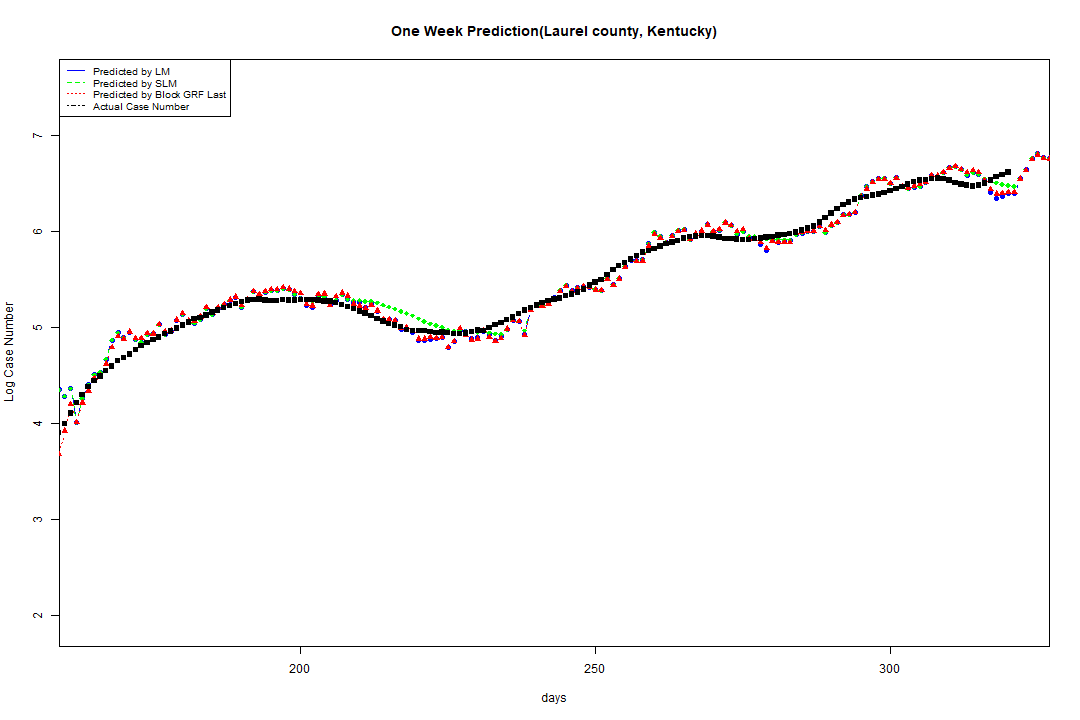 One Week Prediction(Laurel county, Kentucky)
Predicted by LM
Predicted by SLM
Predicted by Block GRF Last
Actual Case Number
7
6
5
4
3
2
Log Case Number
200
250
300
days